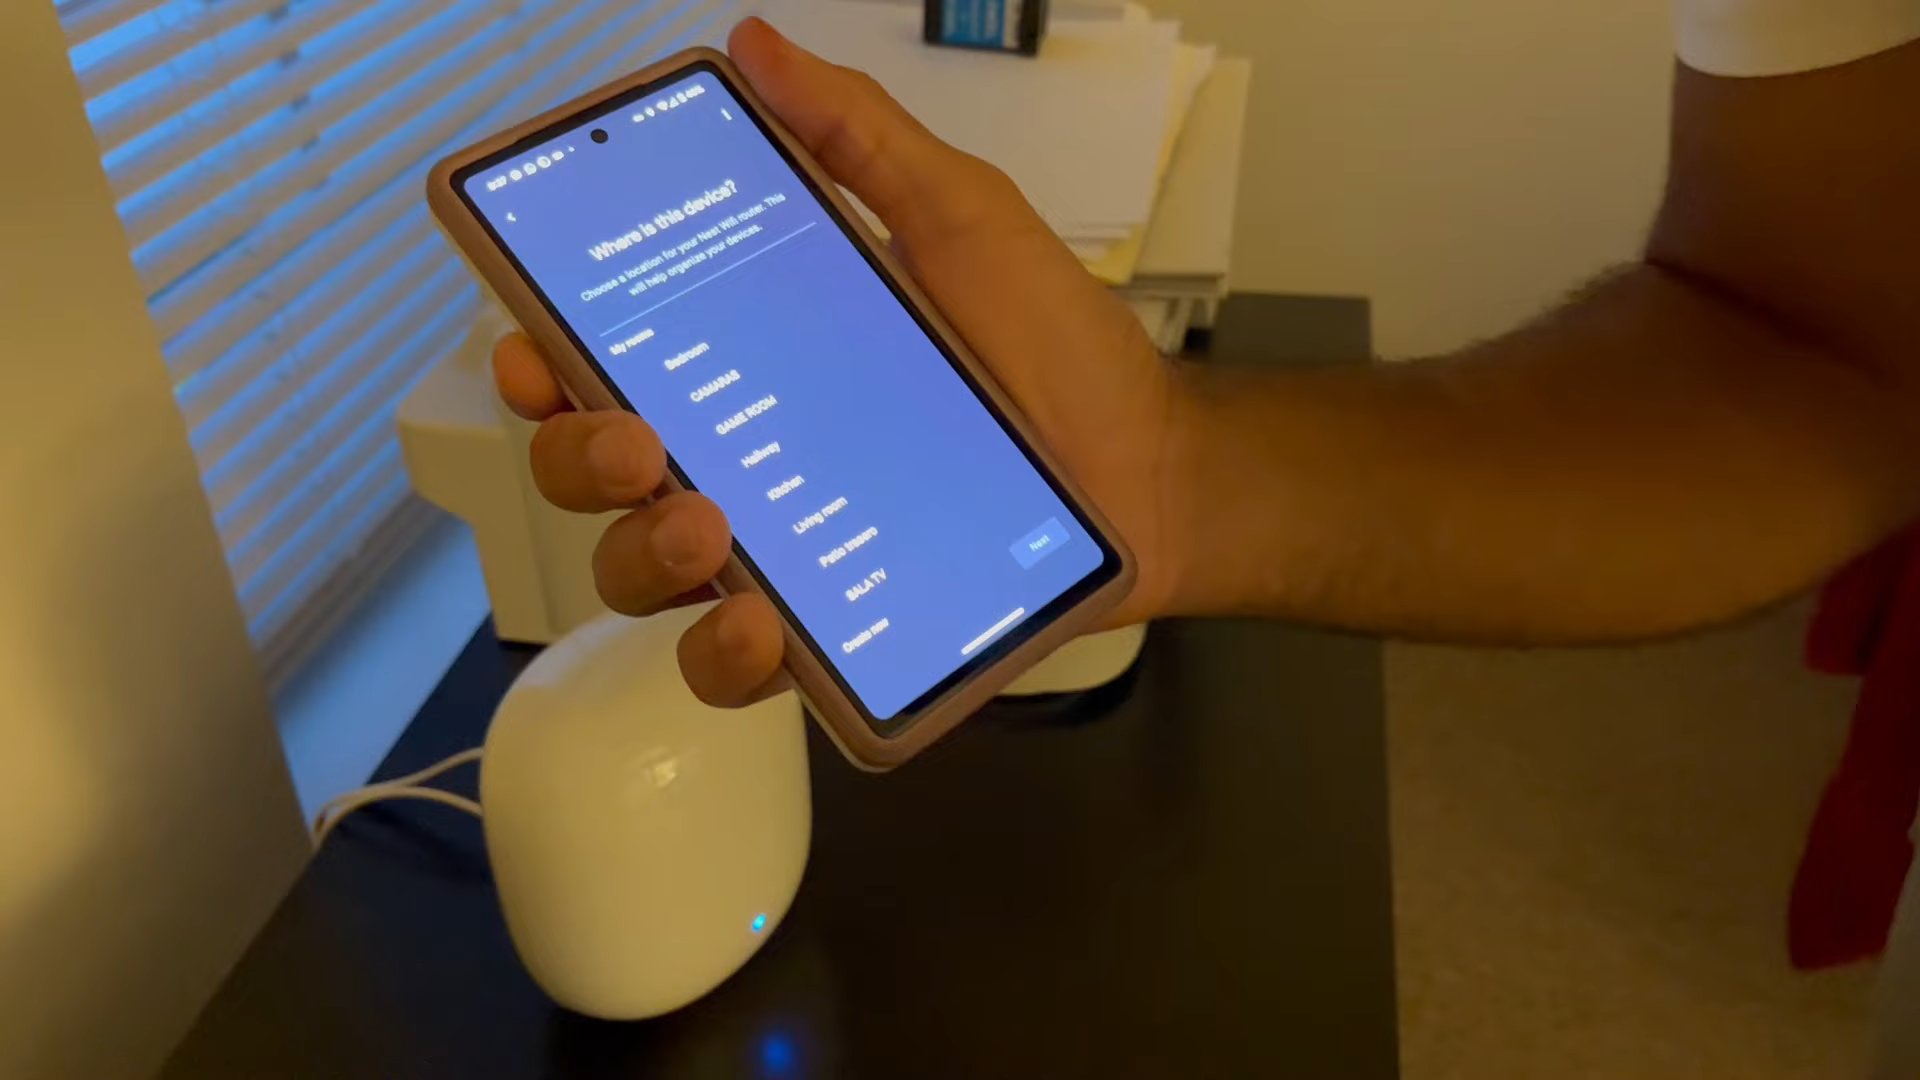 Where is this device?
Choose a location for your Nest Wifi router. This
will help organize your devices.
My rooms
Bedroom
CAMARAS
GAME ROOM
Hallway
Kitchen
Living room
Patio trasero
SALA TV
Create new
Next